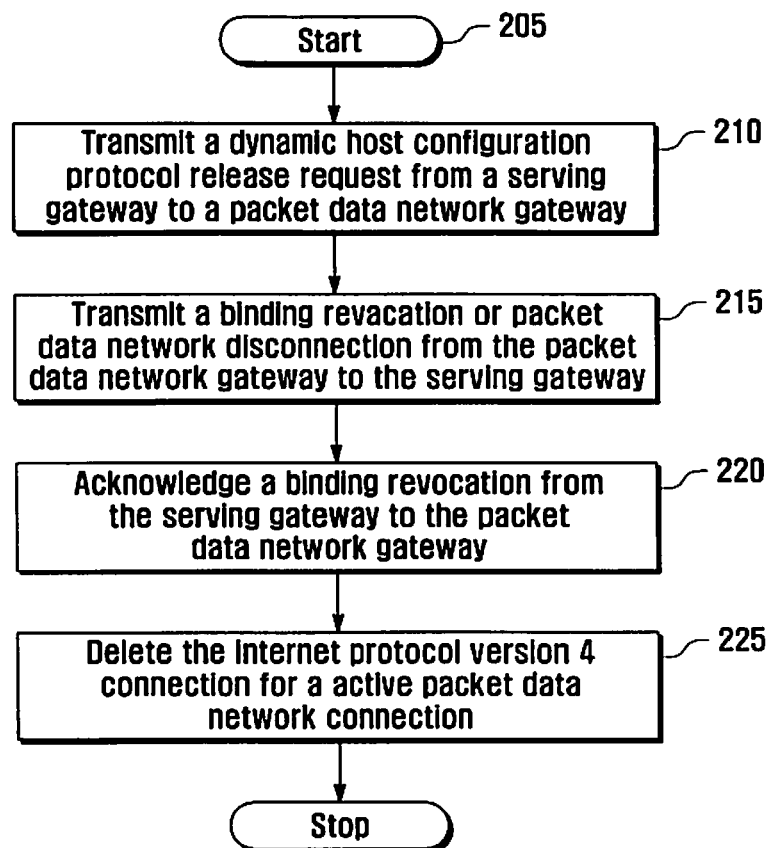 Start
205
Transmit a dynamic host configuration
protocol release request from a serving
gateway to a packet data network gateway
210
Transmit a binding revacation or packet
data network disconnection from the packet
data network gateway to the serving gateway
215
Acknowledge a binding revocation from
the serving gateway to the packet
data network gateway
220
Delete the Internet protocol version 4
connection for a active packet data
network connection
225
Stop